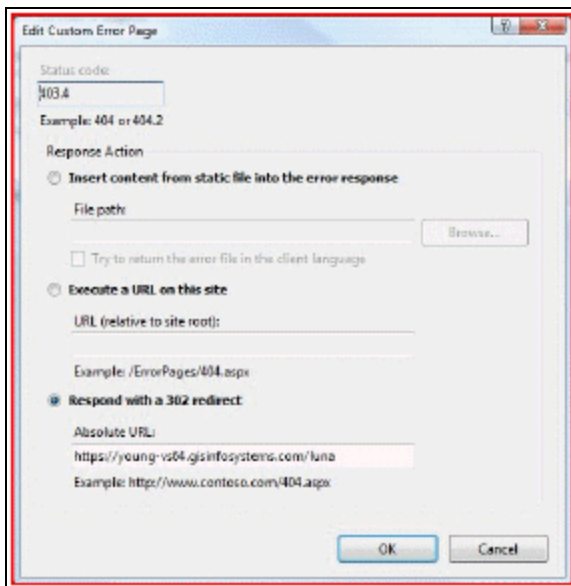 Edit Custom Error Page
Status code:
403.4
Example: 404 or 404.2
Response Action
Insert content from static file into the error response
File path:
Browse...
Try to return the error file in the client language
Execute a URL on this site
URL (relative to site root):
Example: /ErrorPages/404.aspx
Respond with a 302 redirect
Absolute URL:
https://young-vs64.gisinfosystems.com/luna
Example: http://www.contoso.com/404.aspx
OK Cancel